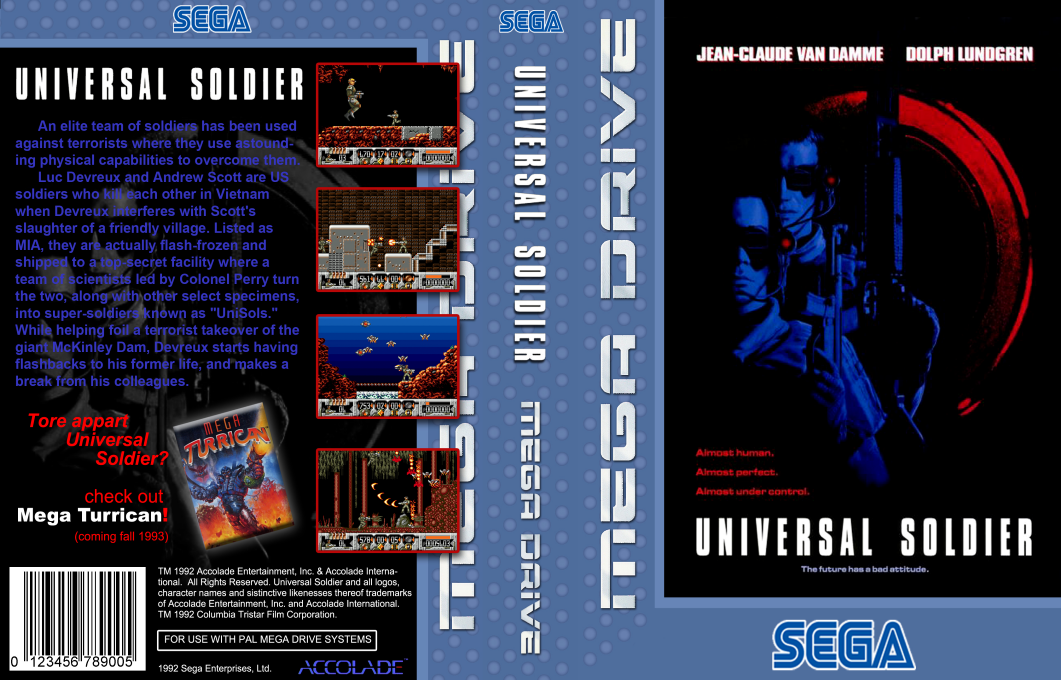 SEGA
UNIVERSAL SOLDIER
An elite team of soldiers has been used
against terrorists where they use astound-
ing physical capabilities to overcome them.
Luc Devreux and Andrew Scott are US
soldiers who kill each other in Vietnam
when Devreux interferes with Scott's
slaughter of a friendly village. Listed as
MIA, they are actually flash-frozen and
shipped to a top-secret facility where a
team of scientists led by Colonel Perry turn
the two, along with other select specimens,
into super-soldiers known as "UniSols."
While helping foil a terrorist takeover of the
giant McKinley Dam, Devreux starts having
flashbacks to his former life, and makes a
break from his colleagues.
Tore appart
Universal
Soldier?
check out
Mega Turrican!
(coming fall 1993)
MEGA
TURRICAN
TM 1992 Accolade Entertainment, Inc. & Accolade Interna-
tional. All Rights Reserved. Universal Soldier and all logos,
character names and sistinctive likenesses thereof trademarks
of Accolade Entertainment, Inc. and Accolade International.
TM 1992 Columbia Tristar Film Corporation.
FOR USE WITH PAL MEGA DRIVE SYSTEMS
1992 Sega Enterprises, Ltd.
ACCOLADE™
0 123456 789005
MEGA DRIVE
SEGA
UNIVERSAL SOLDIER
MEGA DRIVE
MEGA DRIVE
JEAN-CLAUDE VAN DAMME DOLPH LUNDGREN
Almost human.
Almost perfect.
Almost under control.
UNIVERSAL SOLDIER
The future has a bad attitude.
SEGA